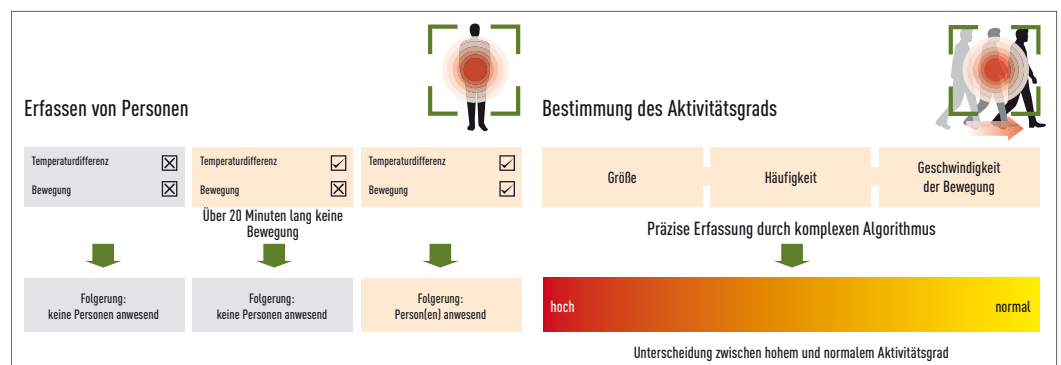 Erfassen von Personen
Temperaturdifferenz
Bewegung
Temperaturdifferenz
Bewegung
Über 20 Minuten lang keine
Bewegung
Temperaturdifferenz
Bewegung
Folgerung:
keine Personen anwesend
Folgerung:
keine Personen anwesend
Folgerung:
Person(en) anwesend
Bestimmung des Aktivitätsgrads
Größe
Häufigkeit
Geschwindigkeit
der Bewegung
Präzise Erfassung durch komplexen Algorithmus
hoch
normal
Unterscheidung zwischen hohem und normalem Aktivitätsgrad